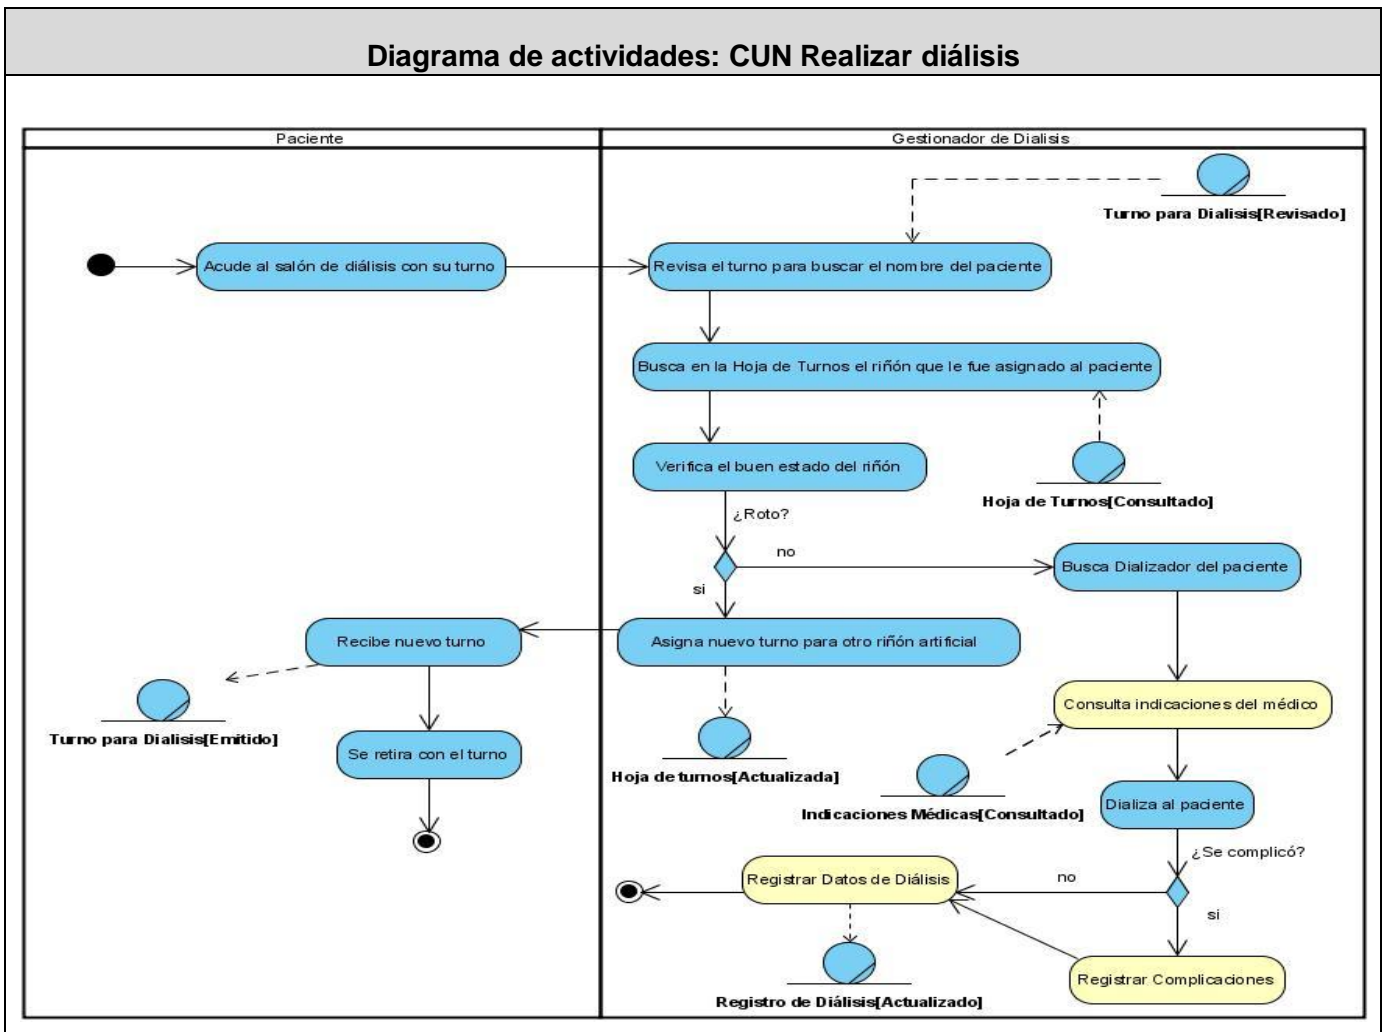 Diagrama de actividades: CUN Realizar diálisis
Paciente
Gestionador de Dialisis
Turno para Dialisis[Revisado]
Acude al salón de diálisis con su turno
Revisa el turno para buscar el nombre del paciente
Busca en la Hoja de Turnos el riñón que le fue asignado al paciente
Verifica el buen estado del riñón
Hoja de Turnos[Consultado]
¿Roto?
no
Busca Dializador del paciente
si
Recibe nuevo turno
Asigna nuevo turno para otro riñón artificial
Consulta indicaciones del médico
Turno para Dialisis[Emitido]
Se retira con el turno
Hoja de turnos[Actualizada]
Indicaciones Médicas[Consultado]
Dializa al paciente
¿Se complicó?
Registrar Datos de Diálisis
no
si
Registrar Complicaciones
Registro de Diálisis[Actualizado]